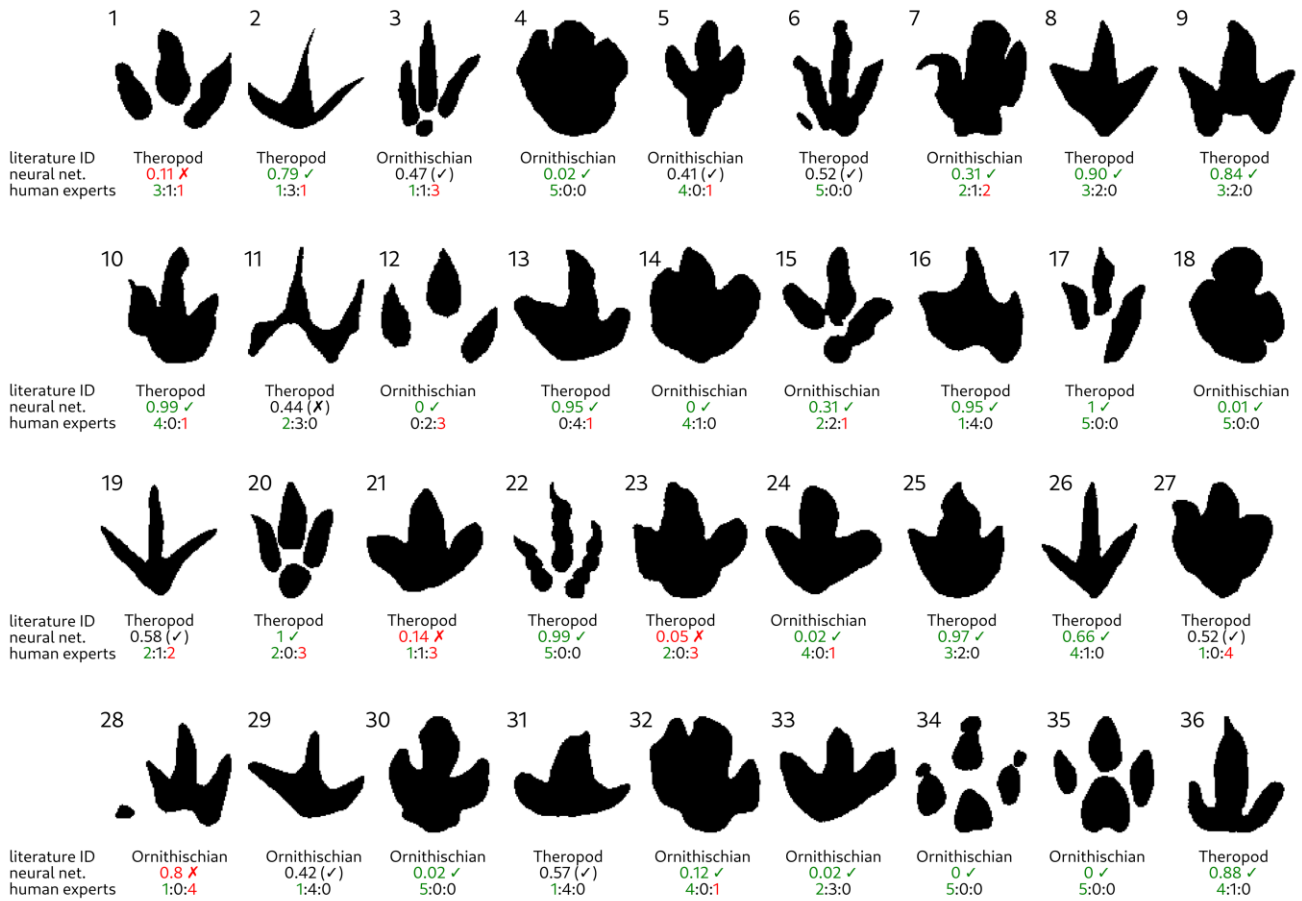 1 2 3 4 5 6 7 8 9
literature ID Theropod Theropod Ornithischian Ornithischian Ornithischian Theropod Ornithischian Theropod Theropod
neural net. 0.11 ✗ 0.79 ✓ 0.47 (✓) 0.02 ✓ 0.41 (✓) 0.52 (✓) 0.31 ✓ 0.90 ✓ 0.84 ✓
human experts 3:1:1 1:3:1 1:1:3 5:0:0 4:0:1 5:0:0 2:1:2 3:2:0 3:2:0
10 11 12 13 14 15 16 17 18
literature ID Theropod Theropod Ornithischian Theropod Ornithischian Ornithischian Theropod Theropod Ornithischian
neural net. 0.99 ✓ 0.44 (✗) 0 ✓ 0.95 ✓ 0 ✓ 0.31 ✓ 0.95 ✓ 1 ✓ 0.01 ✓
human experts 4:0:1 2:3:0 0:2:3 0:4:1 4:1:0 2:2:1 1:4:0 5:0:0 5:0:0
19 20 21 22 23 24 25 26 27
literature ID Theropod Theropod Theropod Theropod Theropod Ornithischian Theropod Theropod Theropod
neural net. 0.58 (✓) 1 ✓ 0.14 ✗ 0.99 ✓ 0.05 ✗ 0.02 ✓ 0.97 ✓ 0.66 ✓ 0.52 (✓)
human experts 2:1:2 2:0:3 1:1:3 5:0:0 2:0:3 4:0:1 3:2:0 4:1:0 1:0:4
28 29 30 31 32 33 34 35 36
literature ID Ornithischian Ornithischian Ornithischian Theropod Ornithischian Ornithischian Ornithischian Ornithischian Theropod
neural net. 0.8 ✗ 0.42 (✓) 0.02 ✓ 0.57 (✓) 0.12 ✓ 0.02 ✓ 0 ✓ 0 ✓ 0.88 ✓
human experts 1:0:4 1:4:0 5:0:0 1:4:0 4:0:1 2:3:0 5:0:0 5:0:0 4:1:0